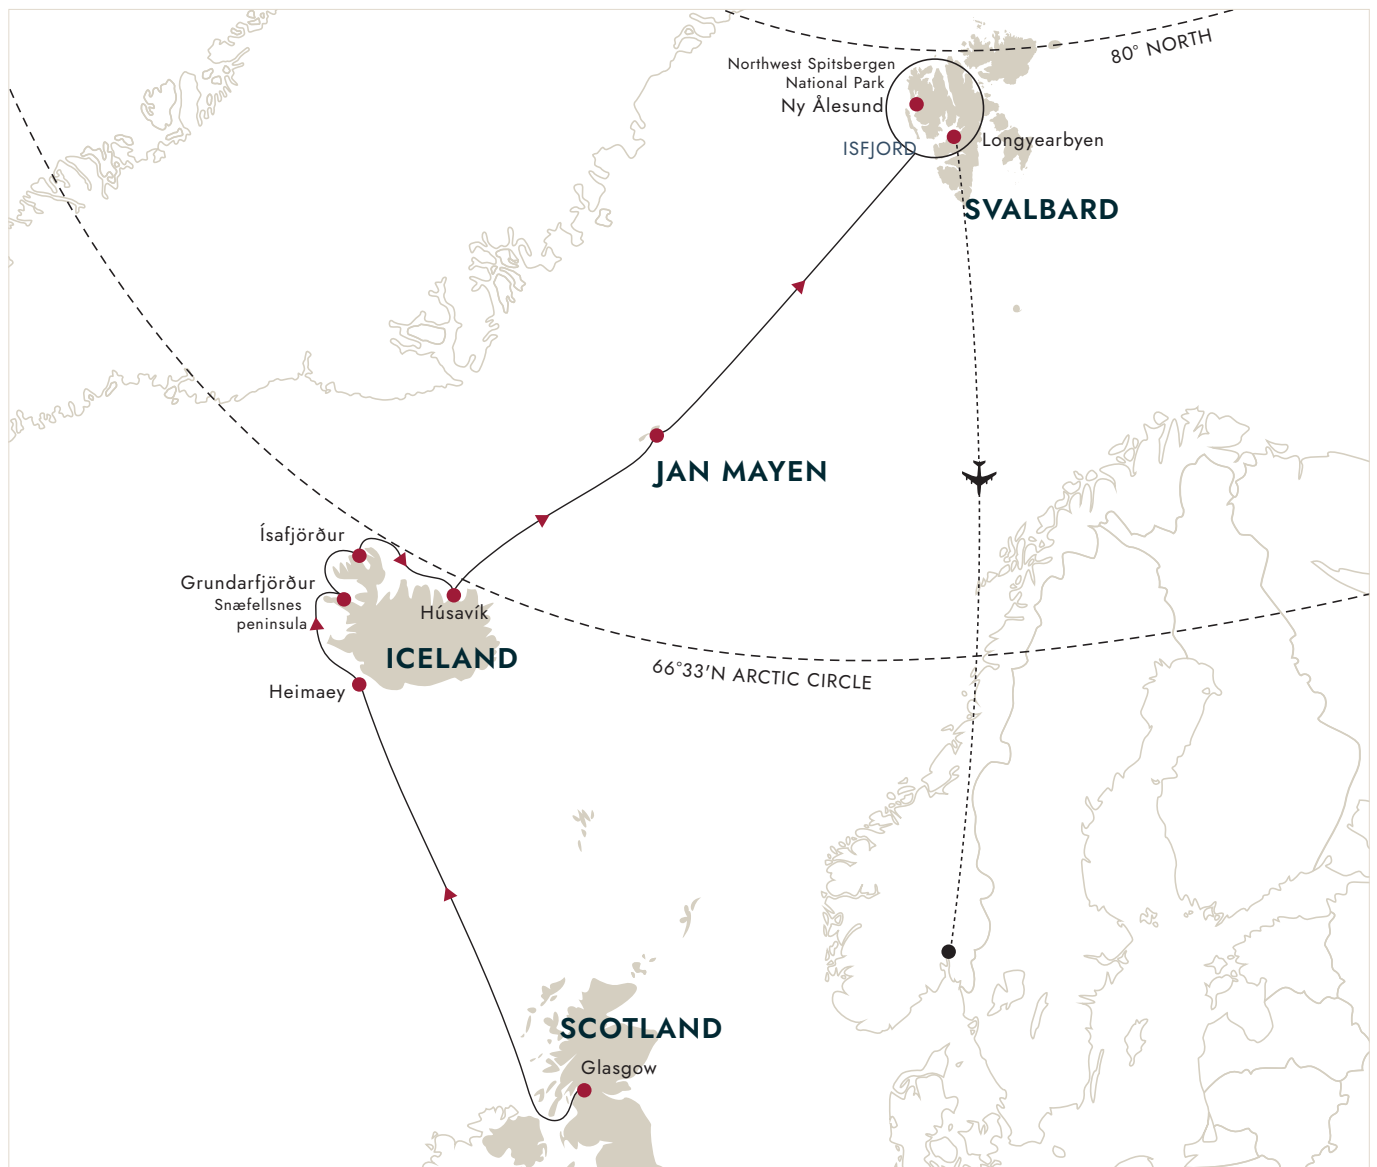 80° NORTH
Northwest Spitsbergen
National Park
Ny Ålesund
Longyearbyen
ISFJORD
SVALBARD
JAN MAYEN
Ísafjörður
Grundarfjörður
Snæfellsnes
peninsula
Húsavík
ICELAND
66°33'N ARCTIC CIRCLE
Heimaey
SCOTLAND
Glasgow